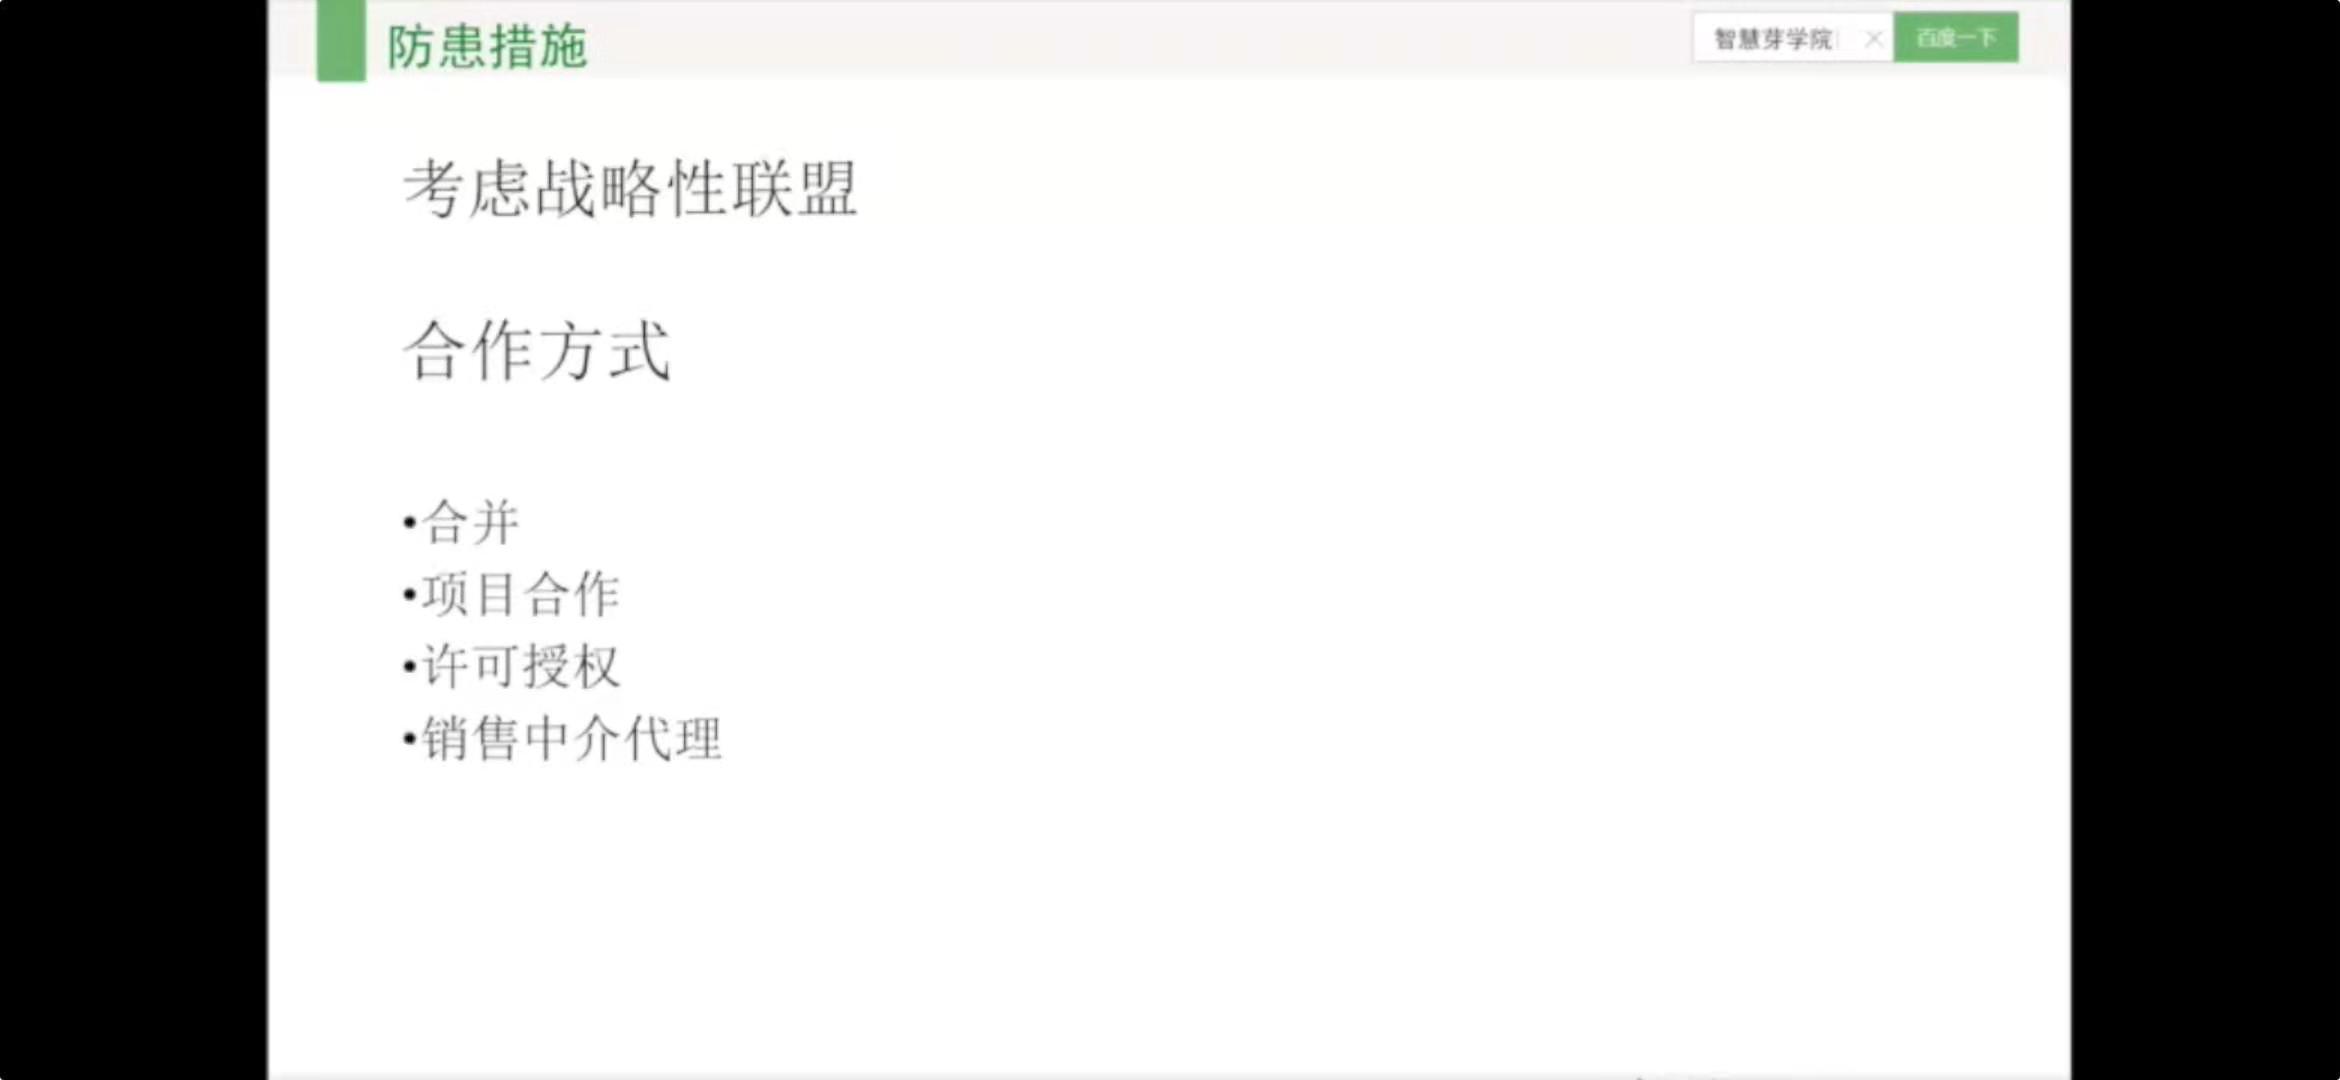 防患措施
智慧芽学院
百度一下
考虑战略性联盟
合作方式
•合并
•项目合作
•许可授权
•销售中介代理